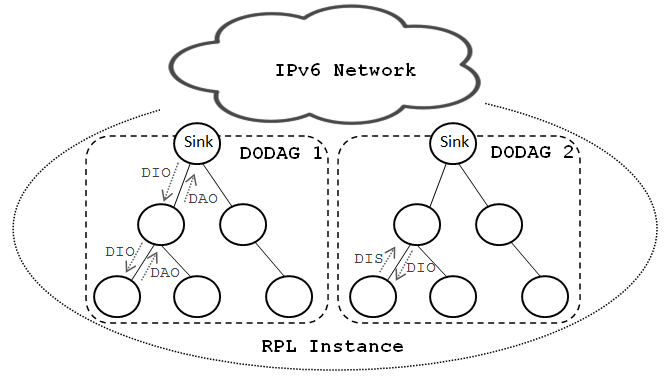 IPv6 Network
Sink
DODAG 1
Sink
DODAG 2
DIO
DAO
DIO
DAO
DIS
DIO
RPL Instance